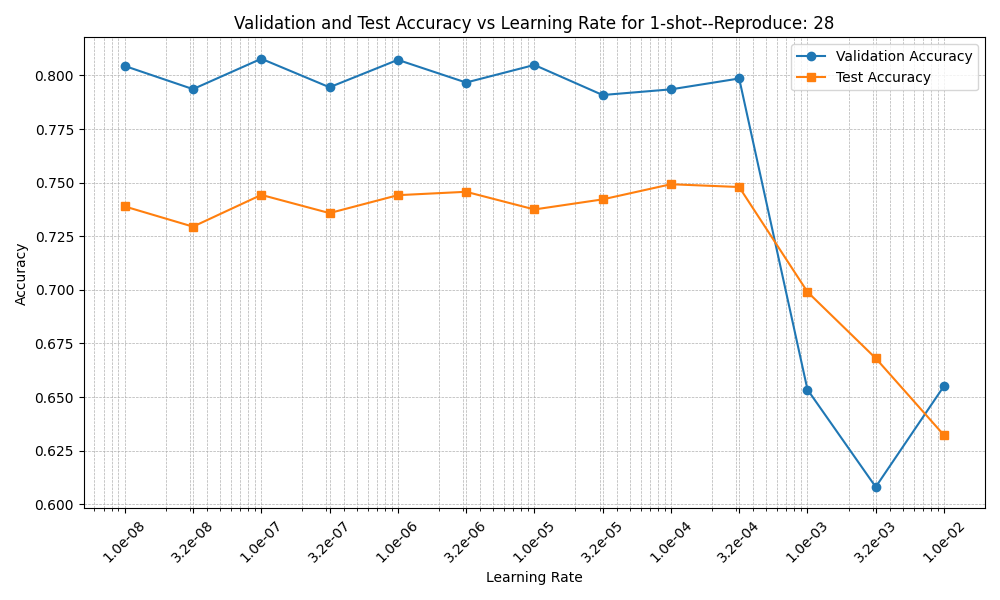 Validation and Test Accuracy vs Learning Rate for 1-shot--Reproduce: 28
Validation Accuracy
Test Accuracy
Accuracy
0.800
0.775
0.750
0.725
0.700
0.675
0.650
0.625
0.600
1.0e-08
3.2e-08
1.0e-07
3.2e-07
1.0e-06
3.2e-06
1.0e-05
3.2e-05
1.0e-04
3.2e-04
1.0e-03
3.2e-03
1.0e-02
Learning Rate